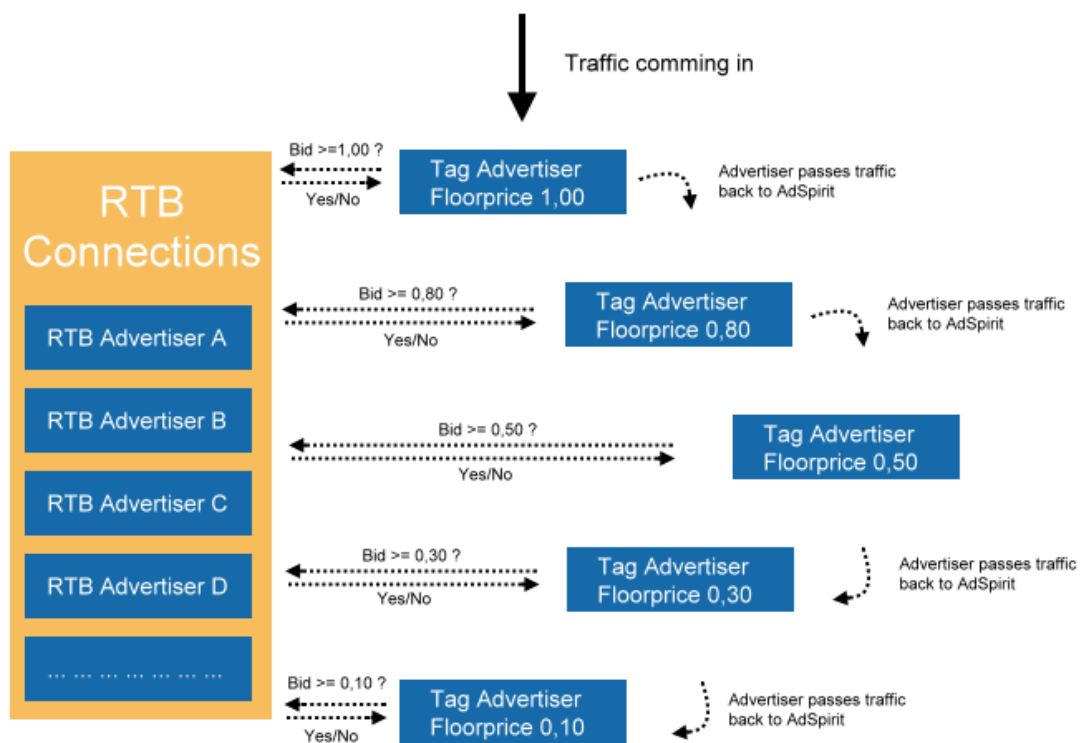 Traffic comming in
Bid >=1,00 ?
Yes/No
Tag Advertiser
Floorprice 1,00
Advertiser passes traffic
back to AdSpirit
RTB
Connections
Bid >= 0,80 ?
Yes/No
Tag Advertiser
Floorprice 0,80
Advertiser passes traffic
back to AdSpirit
RTB Advertiser A
RTB Advertiser B
Bid >= 0,50 ?
Yes/No
Tag Advertiser
Floorprice 0,50
RTB Advertiser C
RTB Advertiser D
Bid >= 0,30 ?
Yes/No
Tag Advertiser
Floorprice 0,30
Advertiser passes traffic
back to AdSpirit
... ... ... ... ... ... ...
Bid >= 0,10 ?
Yes/No
Tag Advertiser
Floorprice 0,10
Advertiser passes traffic
back to AdSpirit